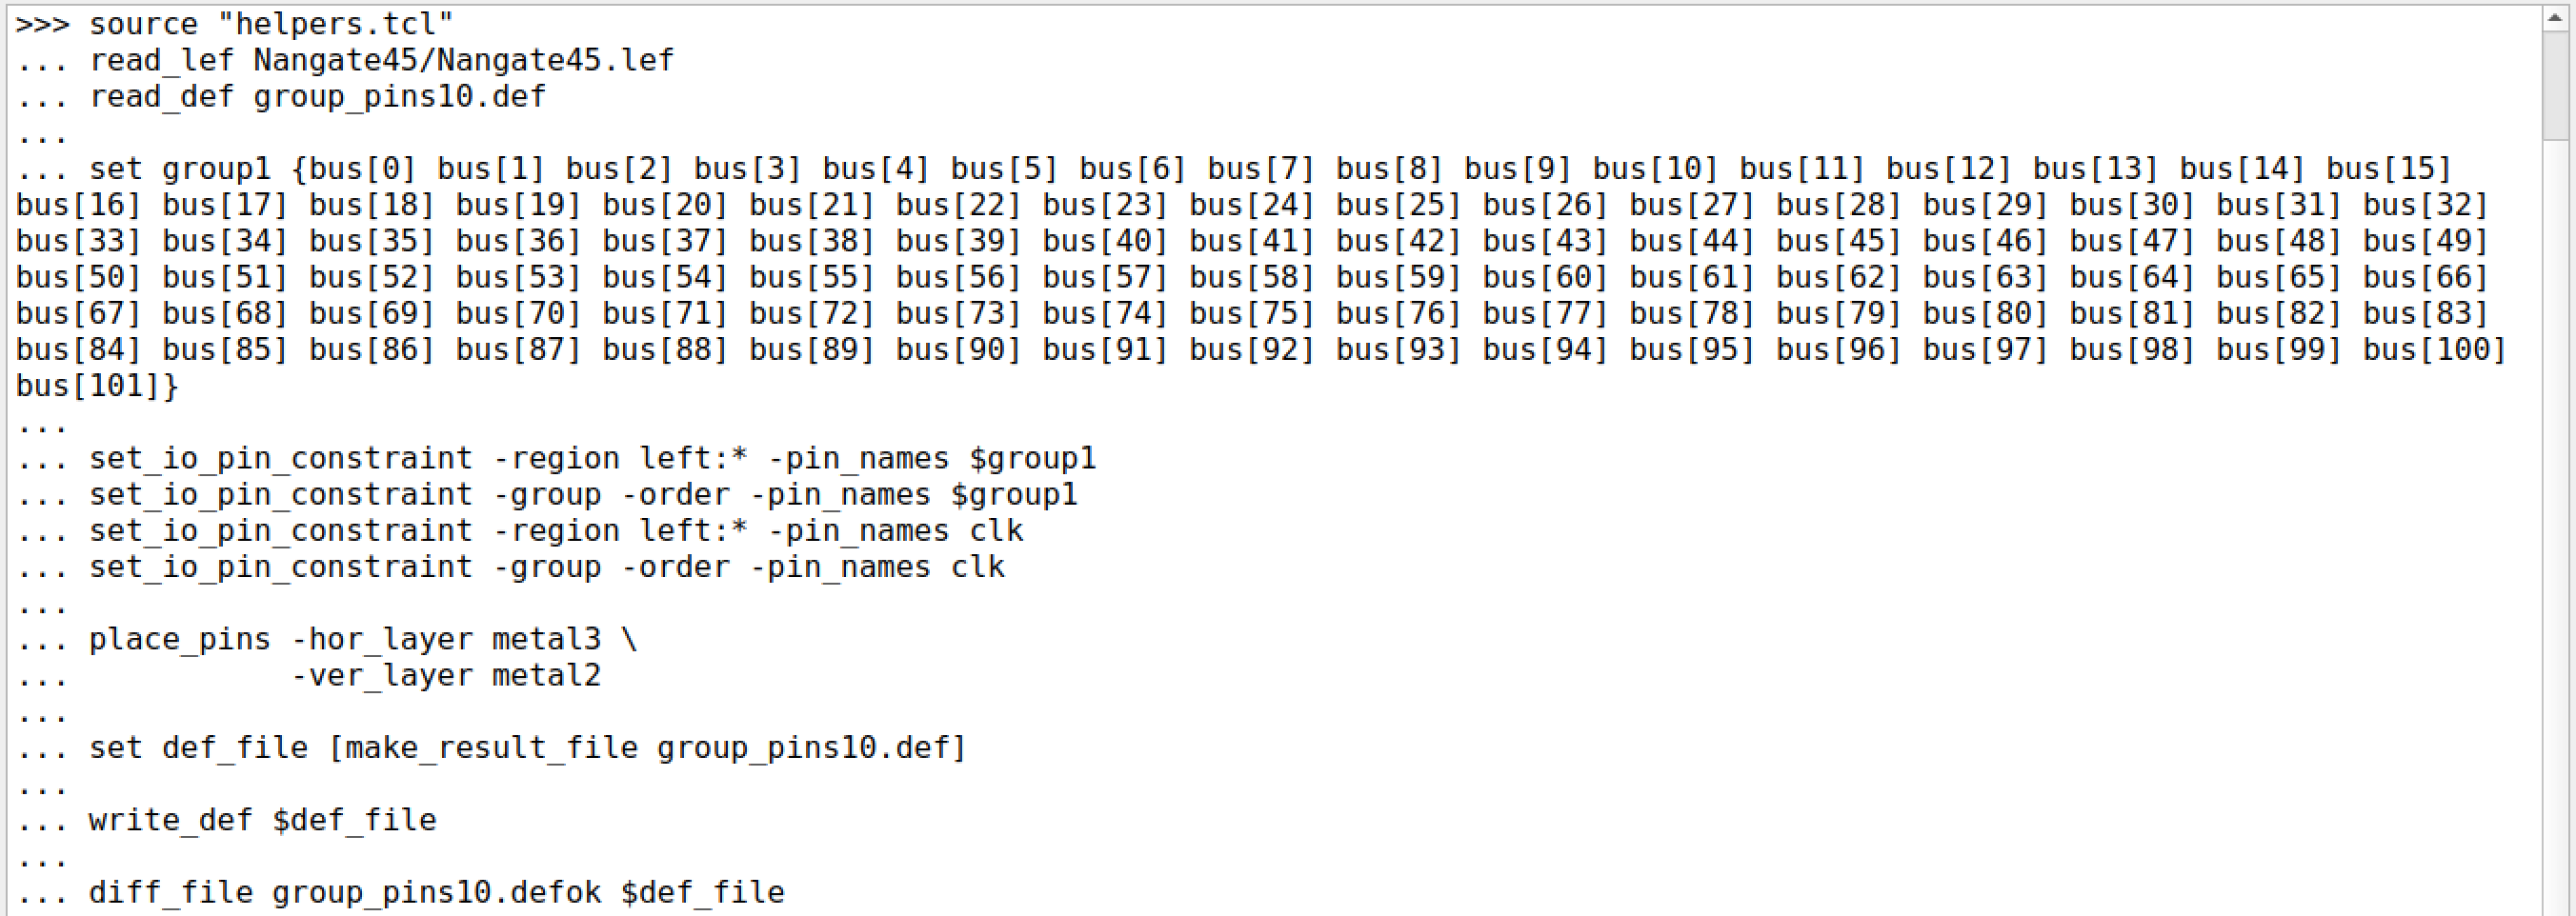 >>> source "helpers.tcl"
... read_lef Nangate45/Nangate45.lef
... read_def group_pins10.def
...
... set group1 {bus[0] bus[1] bus[2] bus[3] bus[4] bus[5] bus[6] bus[7] bus[8] bus[9] bus[10] bus[11] bus[12] bus[13] bus[14] bus[15]
bus[16] bus[17] bus[18] bus[19] bus[20] bus[21] bus[22] bus[23] bus[24] bus[25] bus[26] bus[27] bus[28] bus[29] bus[30] bus[31] bus[32]
bus[33] bus[34] bus[35] bus[36] bus[37] bus[38] bus[39] bus[40] bus[41] bus[42] bus[43] bus[44] bus[45] bus[46] bus[47] bus[48] bus[49]
bus[50] bus[51] bus[52] bus[53] bus[54] bus[55] bus[56] bus[57] bus[58] bus[59] bus[60] bus[61] bus[62] bus[63] bus[64] bus[65] bus[66]
bus[67] bus[68] bus[69] bus[70] bus[71] bus[72] bus[73] bus[74] bus[75] bus[76] bus[77] bus[78] bus[79] bus[80] bus[81] bus[82] bus[83]
bus[84] bus[85] bus[86] bus[87] bus[88] bus[89] bus[90] bus[91] bus[92] bus[93] bus[94] bus[95] bus[96] bus[97] bus[98] bus[99] bus[100]
bus[101]}
...
... set_io_pin_constraint -region left:* -pin_names $group1
... set_io_pin_constraint -group -order -pin_names $group1
... set_io_pin_constraint -region left:* -pin_names clk
... set_io_pin_constraint -group -order -pin_names clk
...
... place_pins -hor_layer metal3 \
...            -ver_layer metal2
...
... set def_file [make_result_file group_pins10.def]
...
... write_def $def_file
...
... diff_file group_pins10.defok $def_file